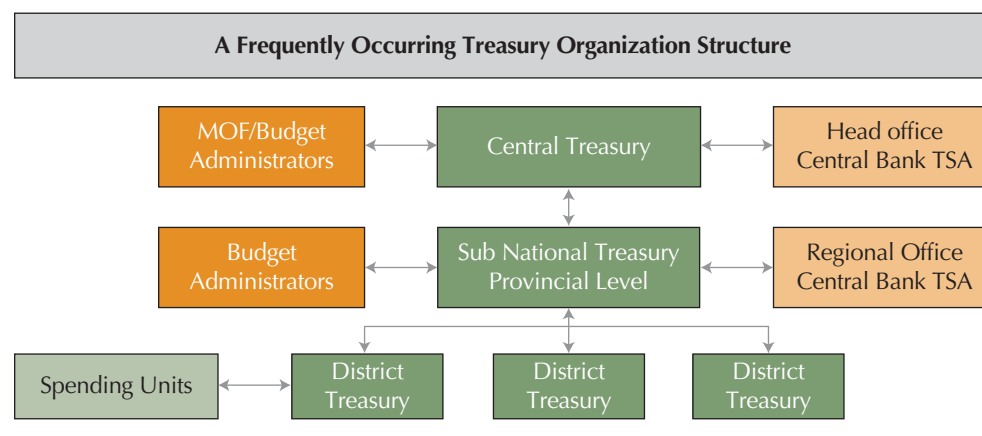 A Frequently Occurring Treasury Organization Structure
MOF/Budget
Administrators
Central Treasury
Head office
Central Bank TSA
Budget
Administrators
Sub National Treasury
Provincial Level
Regional Office
Central Bank TSA
Spending Units
District
Treasury
District
Treasury
District
Treasury